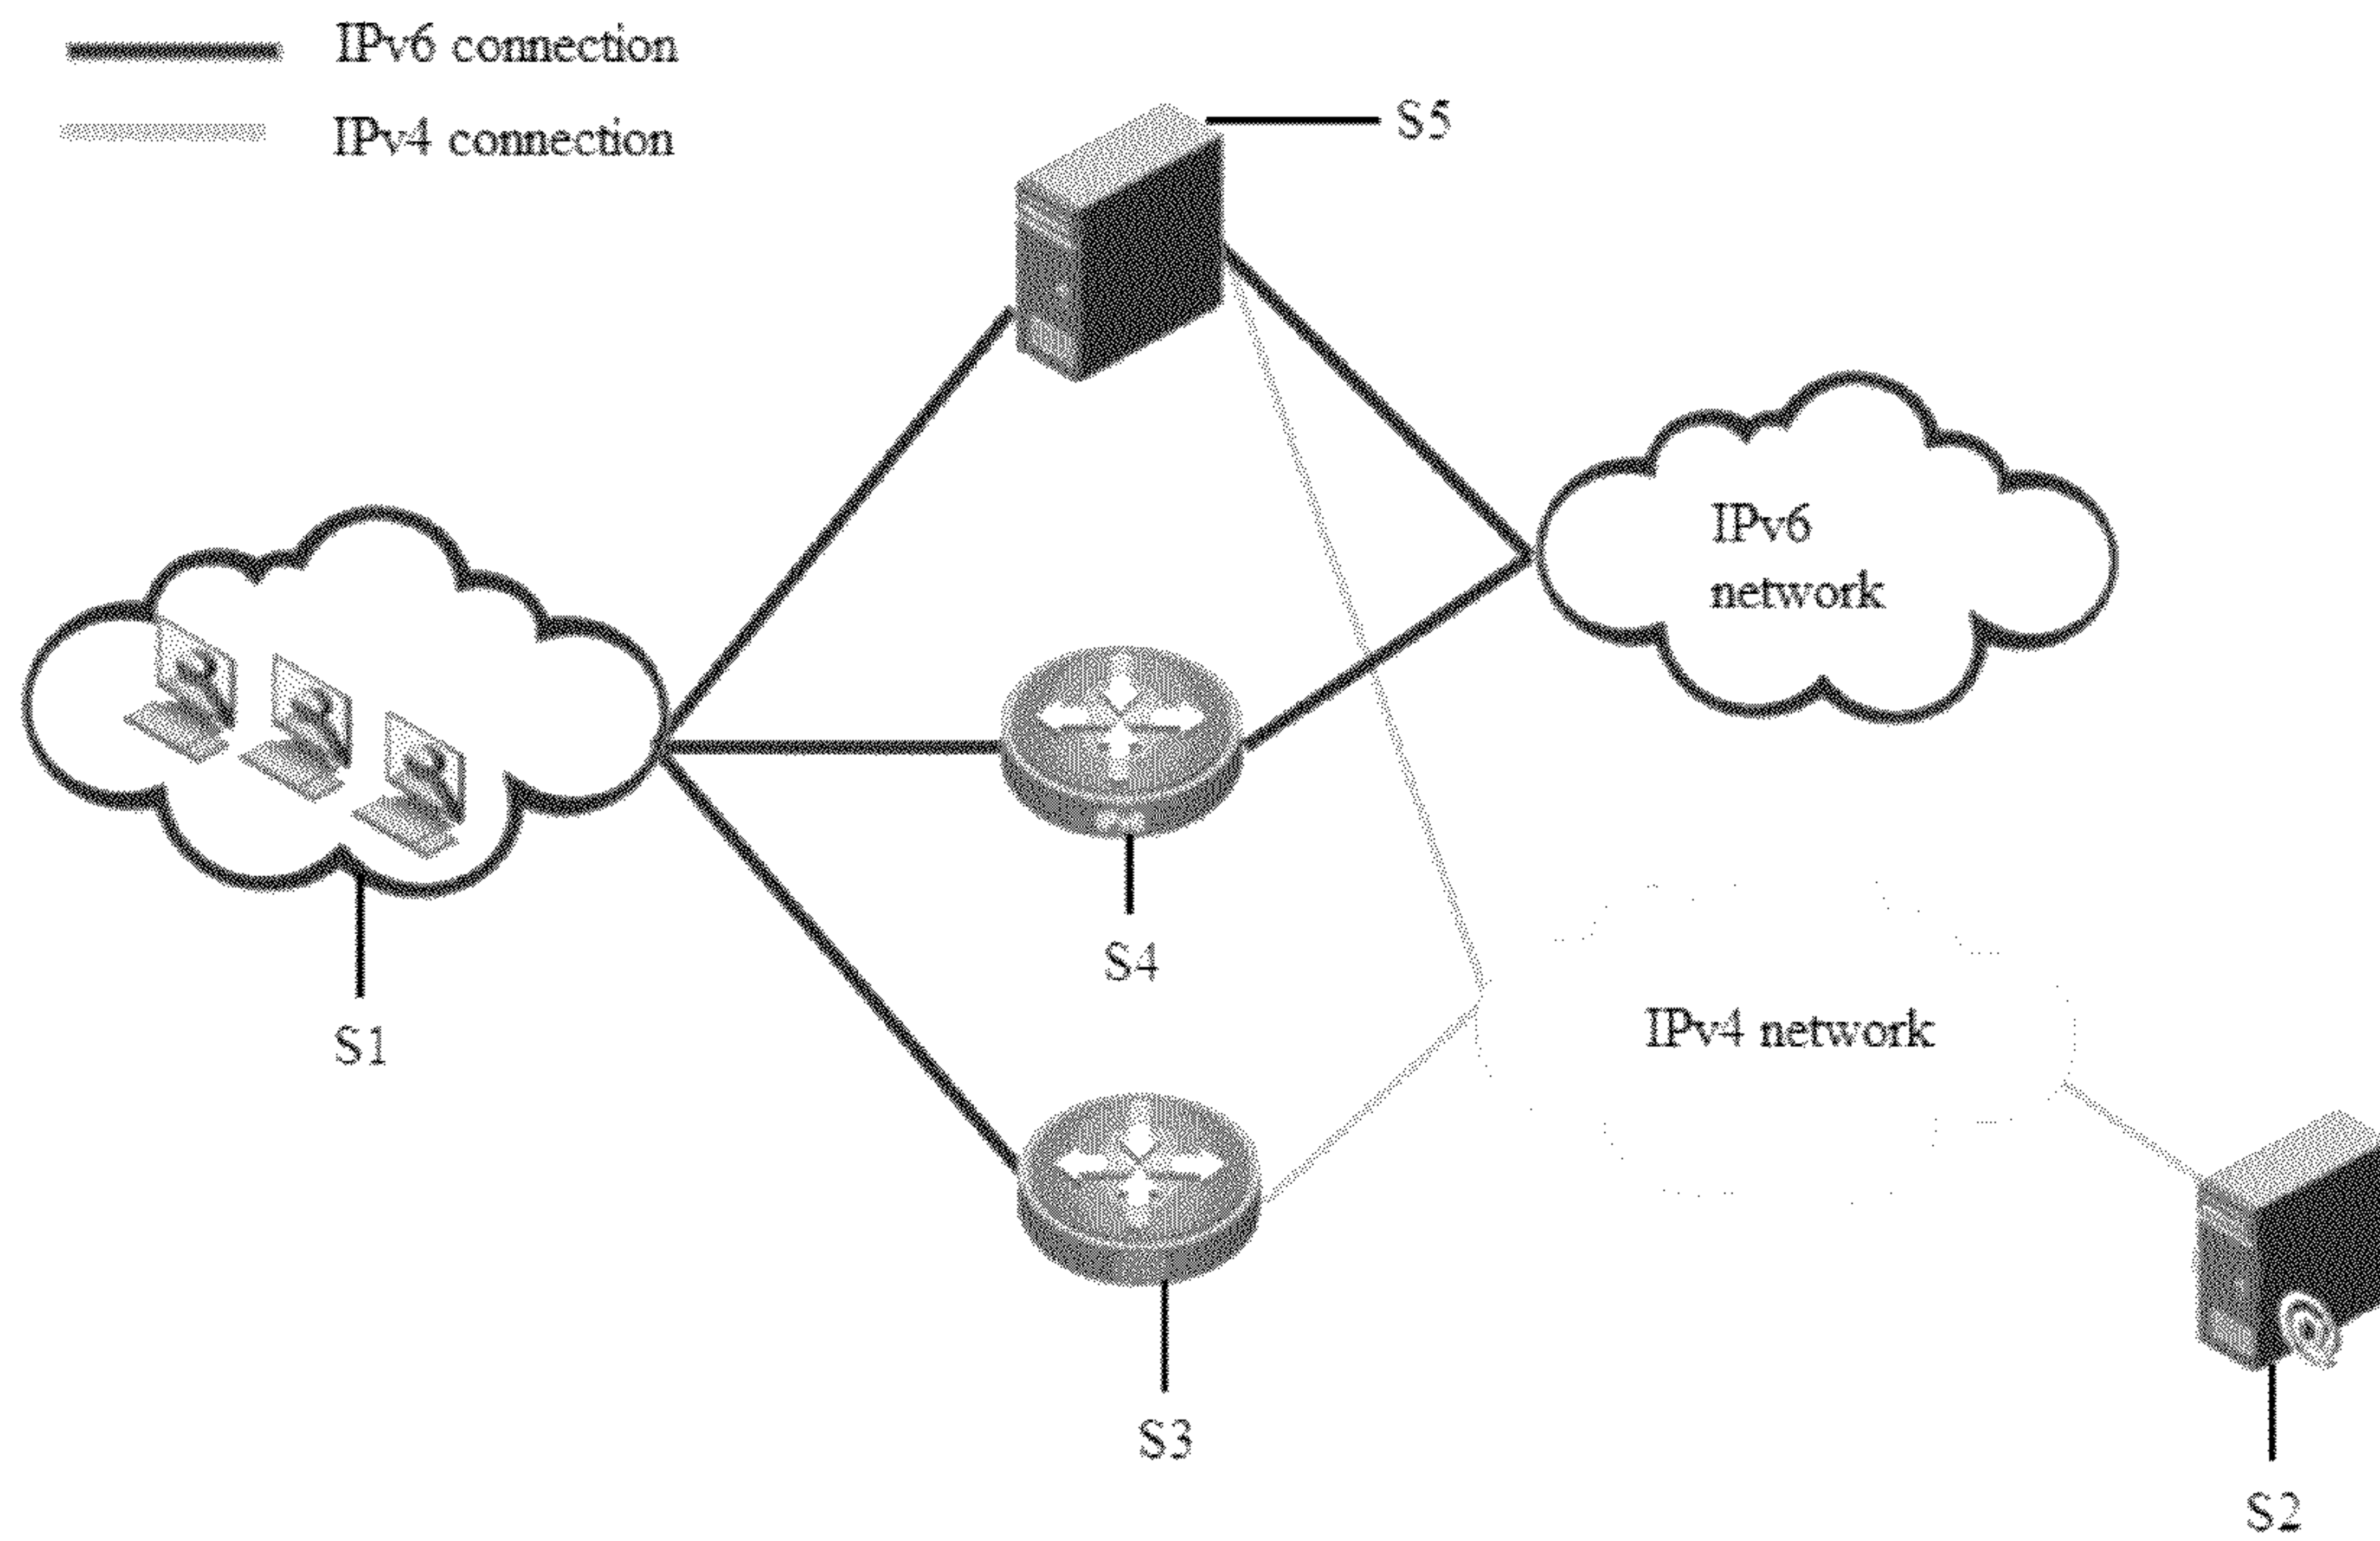 IPv6 connection
IPv4 connection
S5
IPv6
network
S4
IPv4 network
S1
S3
S2